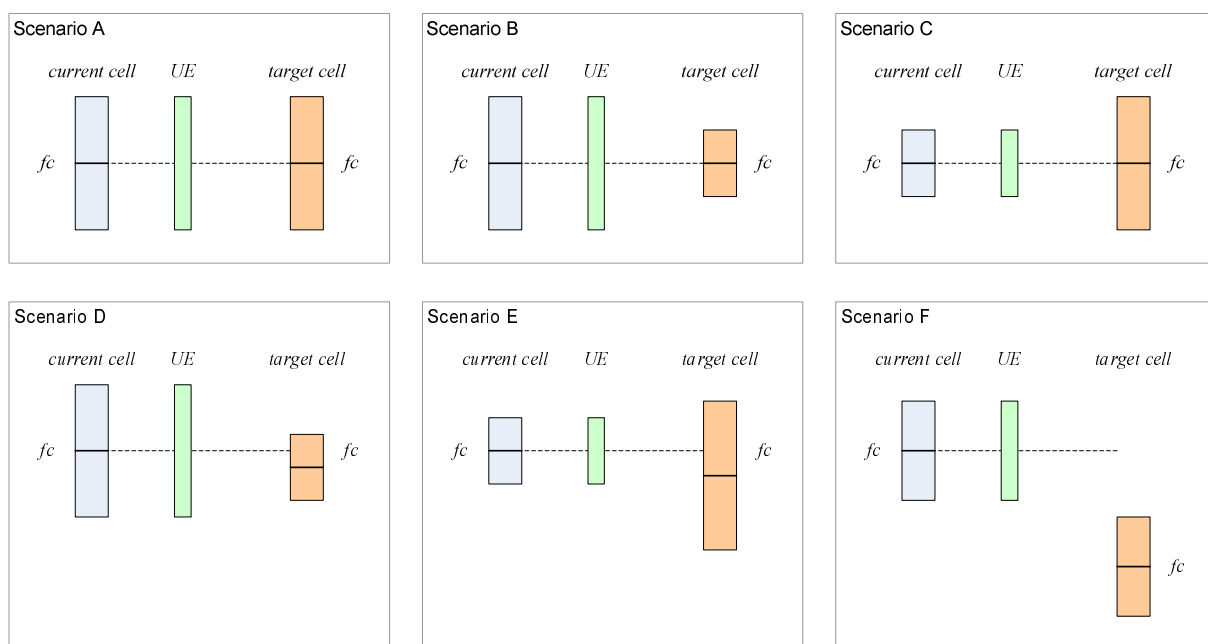 Scenario A
current cell UE target cell
fc fc
Scenario B
current cell UE target cell
fc fc
Scenario C
current cell UE target cell
fc fc
Scenario D
current cell UE target cell
fc fc
Scenario E
current cell UE target cell
fc fc
Scenario F
current cell UE target cell
fc
fc